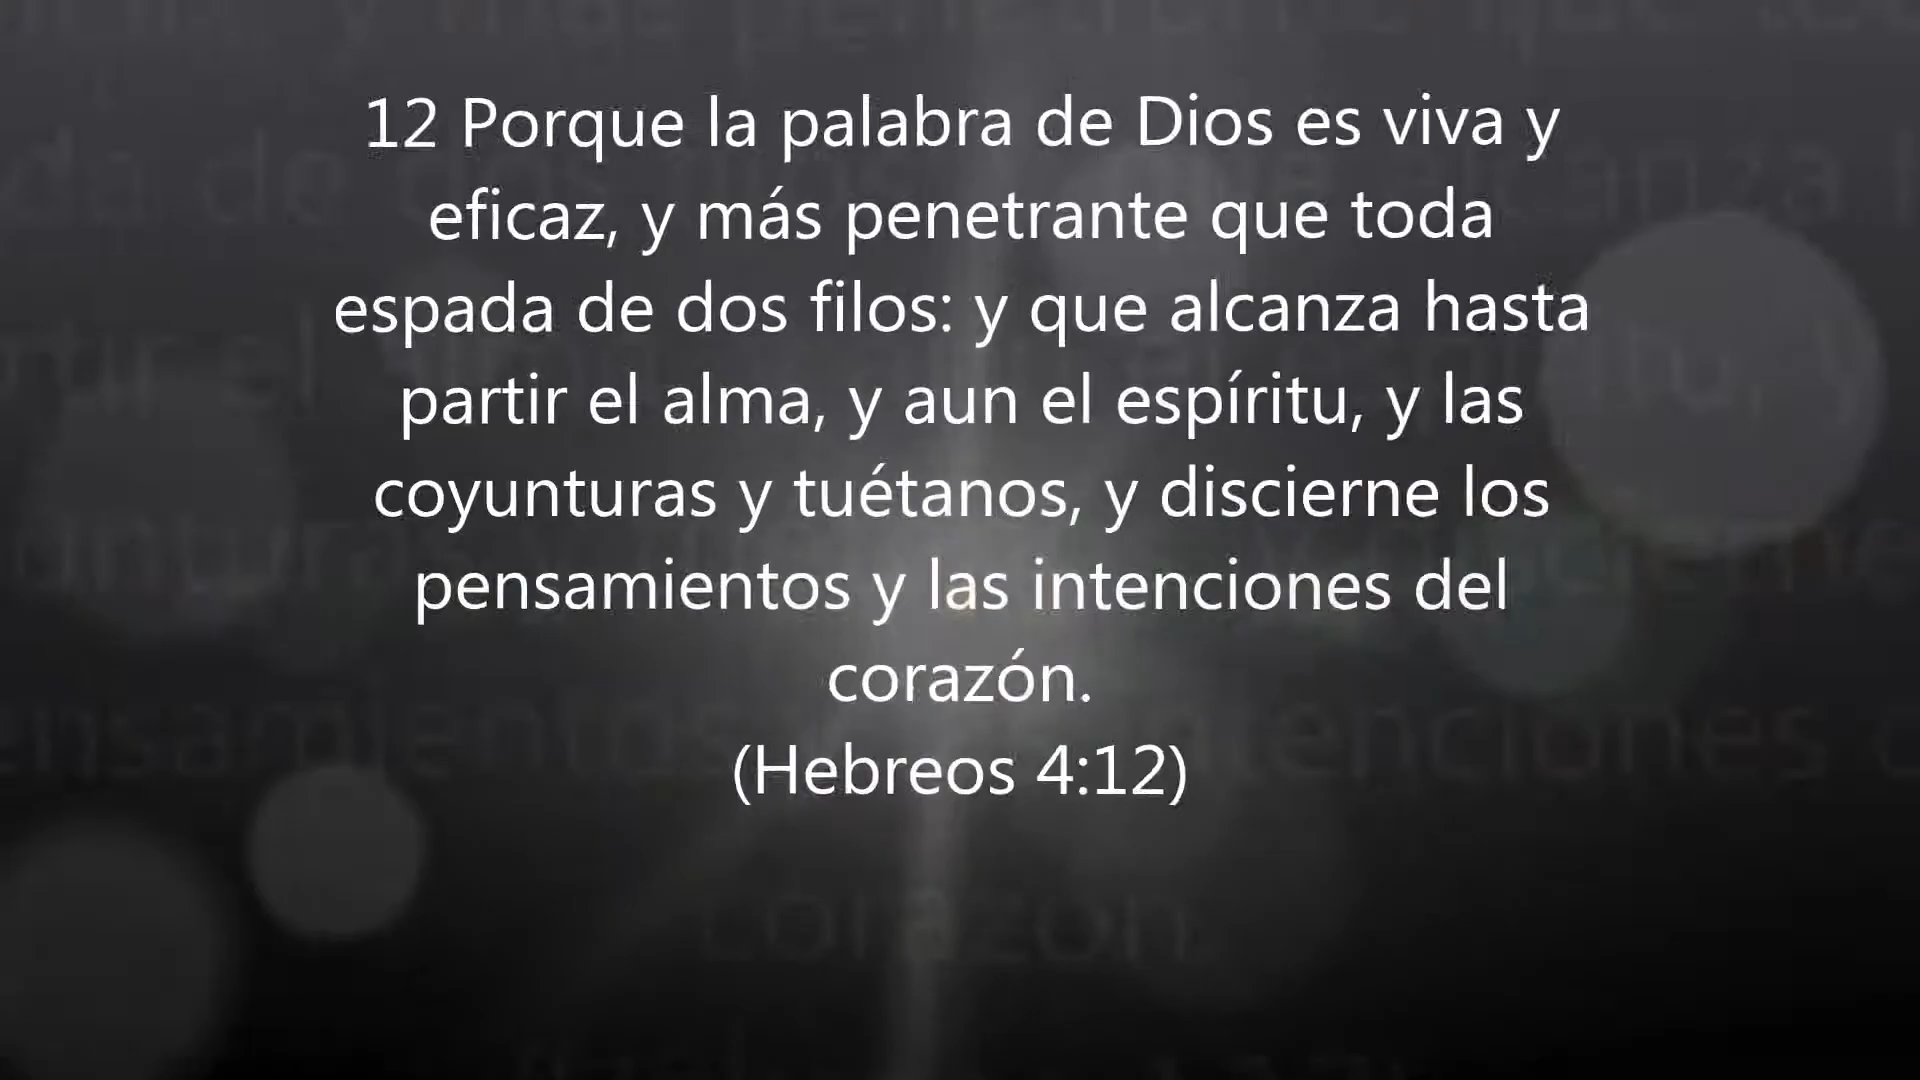 12 Porque la palabra de Dios es viva y
eficaz, y más penetrante que toda
espada de dos filos: y que alcanza hasta
partir el alma, y aun el espíritu, y las
coyunturas y tuétanos, y discierne los
pensamientos y las intenciones del
corazón.
(Hebreos 4:12)